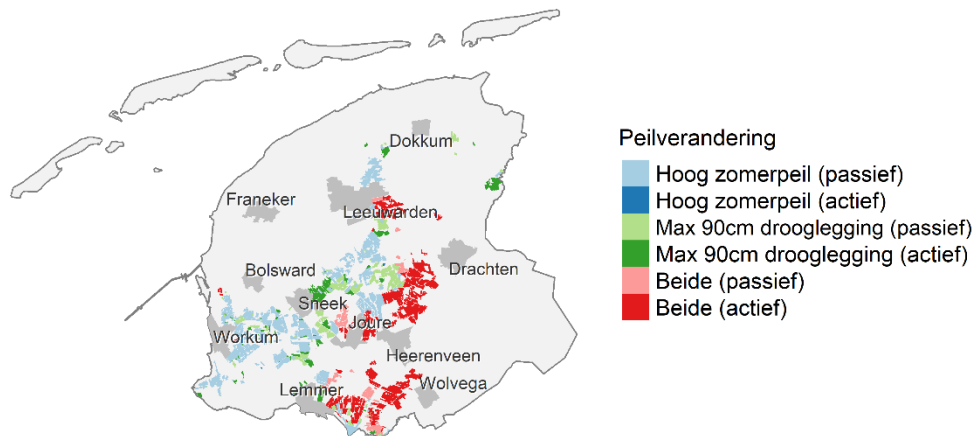 Dokkum
Franeker
Leeuwarden
Bolsward
Drachten
Sneek
Workum
Joure
Heerenveen
Lemmer
Wolvega
Peilverandering
Hoog zomerpeil (passief)
Hoog zomerpeil (actief)
Max 90cm drooglegging (passief)
Max 90cm drooglegging (actief)
Beide (passief)
Beide (actief)